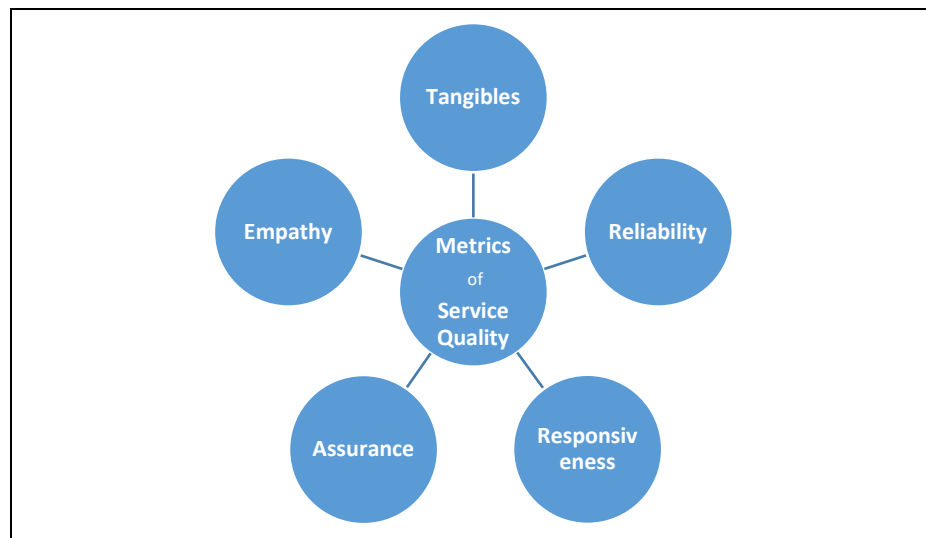 Tangibles
Empathy
Reliability
Metrics
of
Service
Quality
Assurance
Responsiv
eness